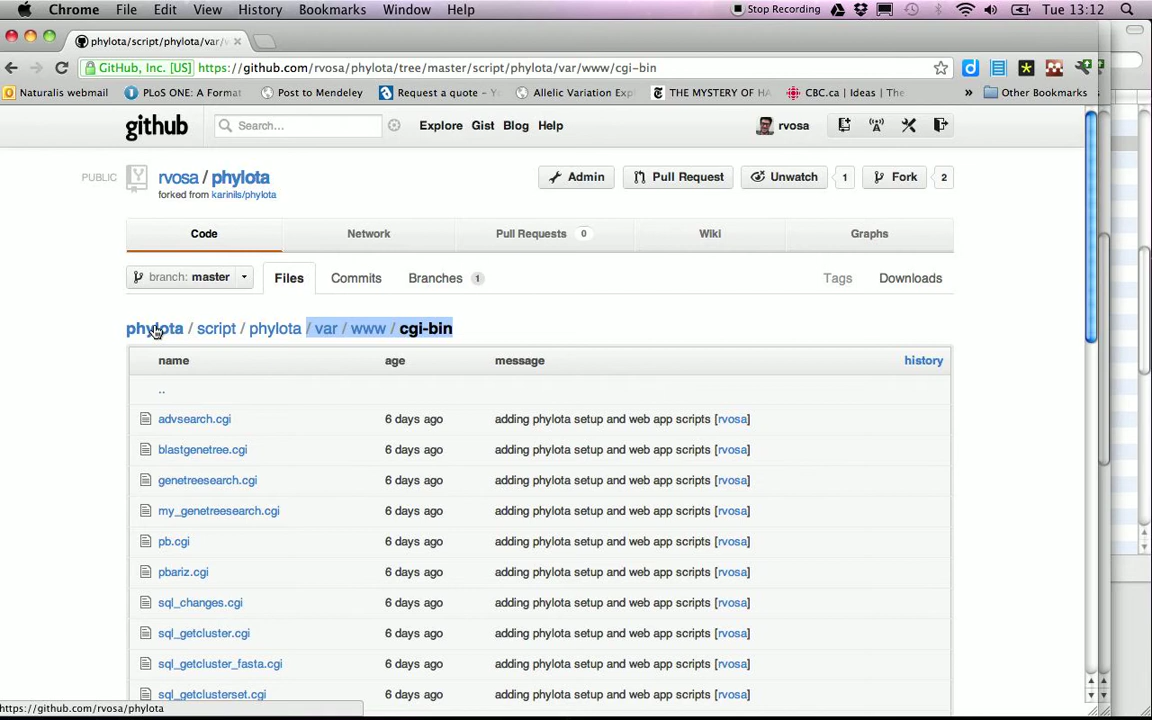 Chrome File Edit View History Bookmarks Window Help Stop Recording Tue 13:12
phylota/script/phylota/var/
GitHub, Inc. [US] https://github.com/rvosa/phylota/tree/master/script/phylota/var/www/cgi-bin
Naturalis webmail PLoS ONE: A Format Post to Mendeley Request a quote – Allelic Variation Exp THE MYSTERY OF CBC.ca | Ideas | The » Other Bookmarks
github Search... Explore Gist Blog Help rvosa
PUBLIC rvosa / phylota Admin Pull Request Unwatch 1 Fork 2
forked from karinils/phylota
Code Network Pull Requests 0 Wiki Graphs
branch: master Files Commits Branches 1 Tags Downloads
phylota / script / phylota / var / www / cgi-bin
name age message history
..
advsearch.cgi 6 days ago adding phylota setup and web app scripts [rvosa]
blastgenetree.cgi 6 days ago adding phylota setup and web app scripts [rvosa]
genetreesearch.cgi 6 days ago adding phylota setup and web app scripts [rvosa]
my_genetreesearch.cgi 6 days ago adding phylota setup and web app scripts [rvosa]
pb.cgi 6 days ago adding phylota setup and web app scripts [rvosa]
pbariz.cgi 6 days ago adding phylota setup and web app scripts [rvosa]
sql_changes.cgi 6 days ago adding phylota setup and web app scripts [rvosa]
sql_getcluster.cgi 6 days ago adding phylota setup and web app scripts [rvosa]
sql_getcluster_fasta.cgi 6 days ago adding phylota setup and web app scripts [rvosa]
sql_getclusterset.cgi 6 days ago adding phylota setup and web app scripts [rvosa]
https://github.com/rvosa/phylota